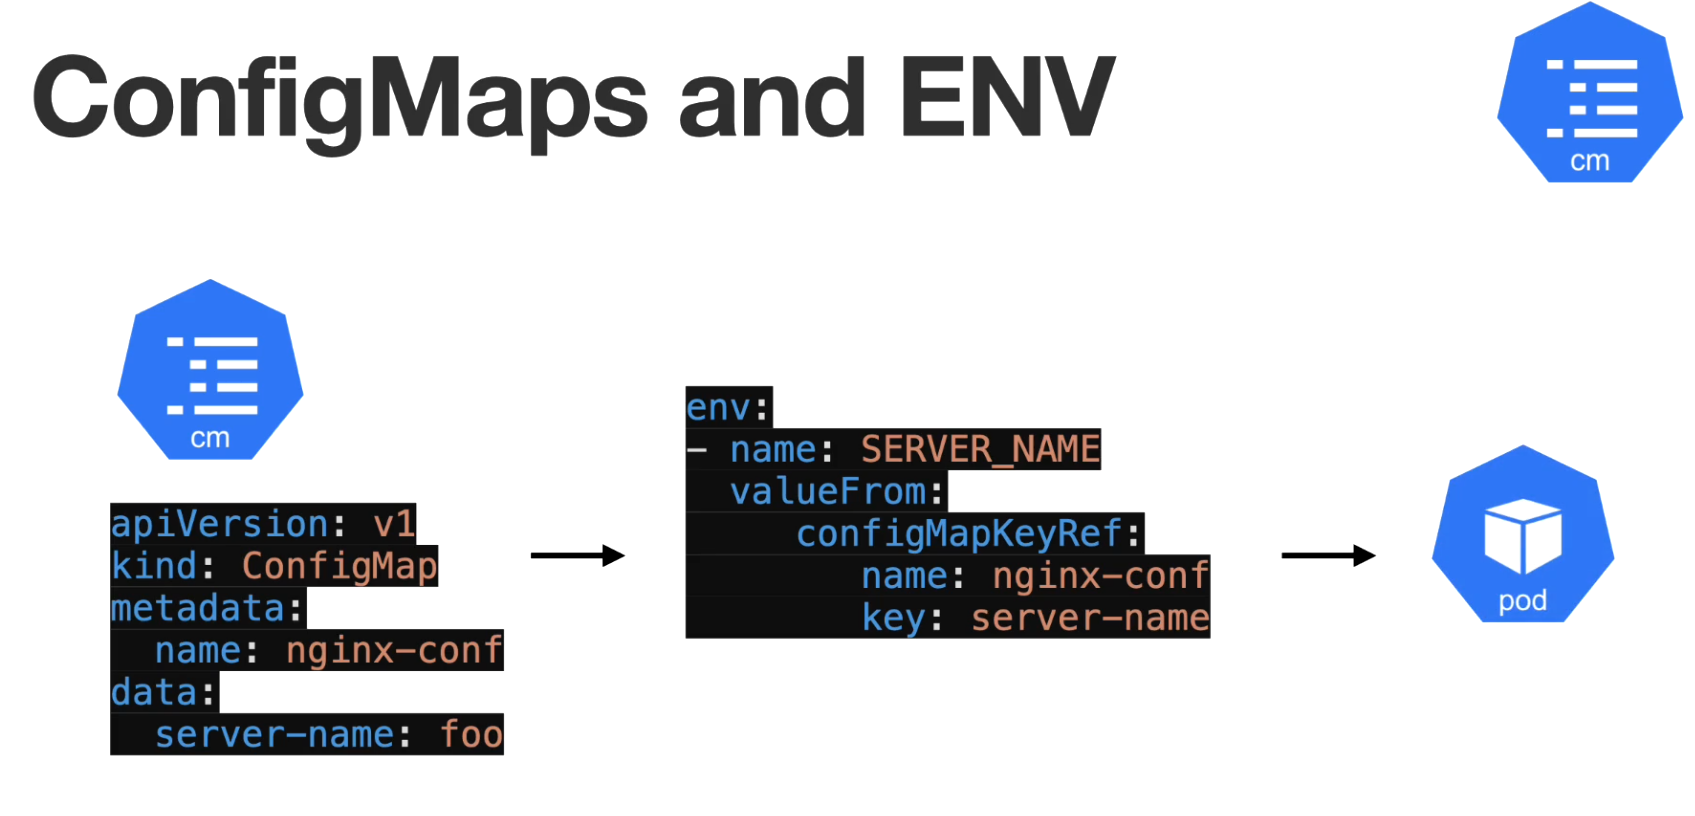 ConfigMaps and ENV
cm
cm
apiVersion: v1
kind: ConfigMap
metadata:
  name: nginx-conf
data:
  server-name: foo
env:
- name: SERVER_NAME
  valueFrom:
     configMapKeyRef:
        name: nginx-conf
        key: server-name
pod